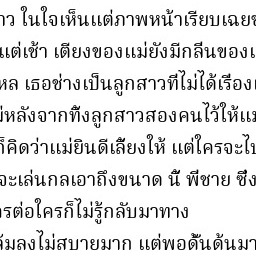 าว ในใจเห็นแต่ภาพหน้าเรียบเฉย
แต่เช้า เตียงของแม่ยังมีกลิ่นของ
หล เธอช่างเป็นลูกสาวที่ไม่ได้เรื่อง
หลังจากทิ้งลูกสาวสองคนไว้ให้แม
ก็คิดว่าแม่ยินดีเลี้ยงให้ แต่ใครจะไป
จะเล่นกลเอาถึงขนาด นี้ พี่ชาย ซึ่ง
รต่อใครก็ไม่รู้กลับมาทาง
ล้มลงไม่สบายมาก แต่พอดั้นด้นมา